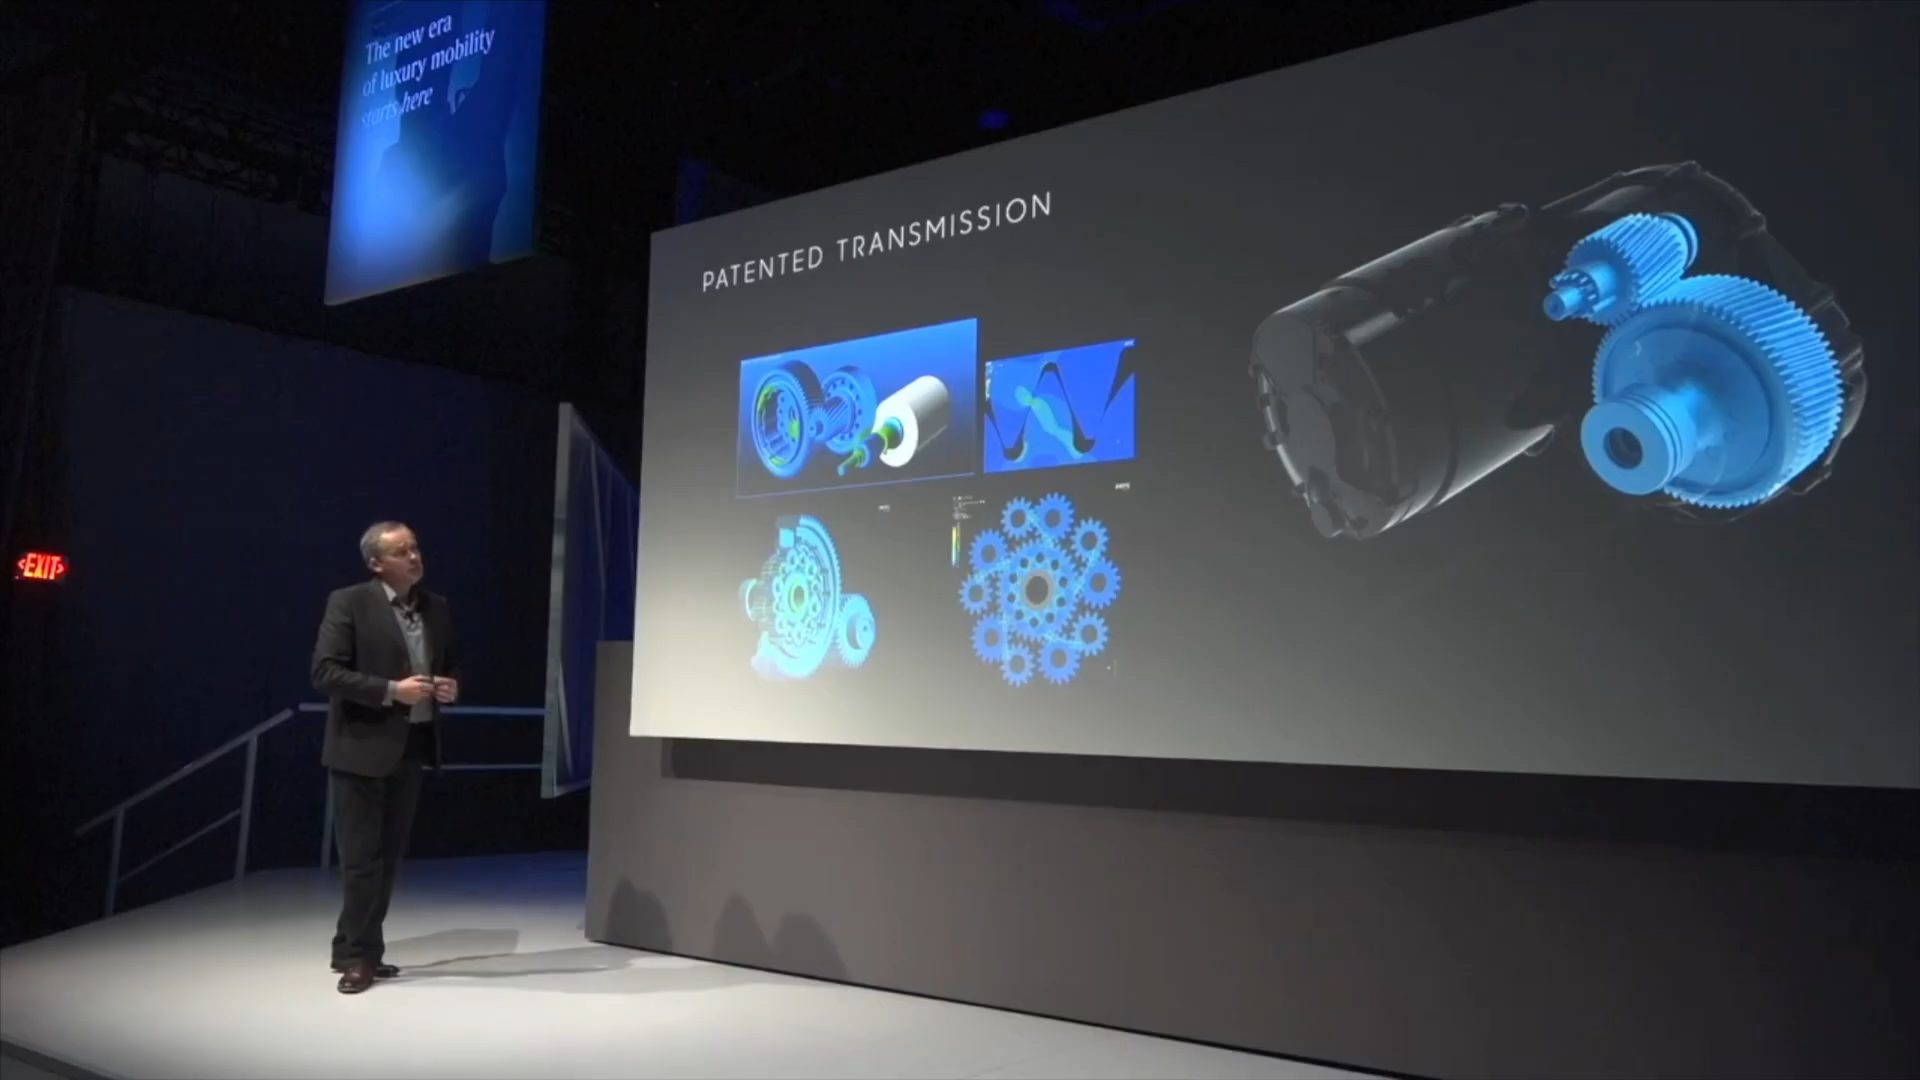 The new era
of luxury mobility
starts here
PATENTED TRANSMISSION
EXIT